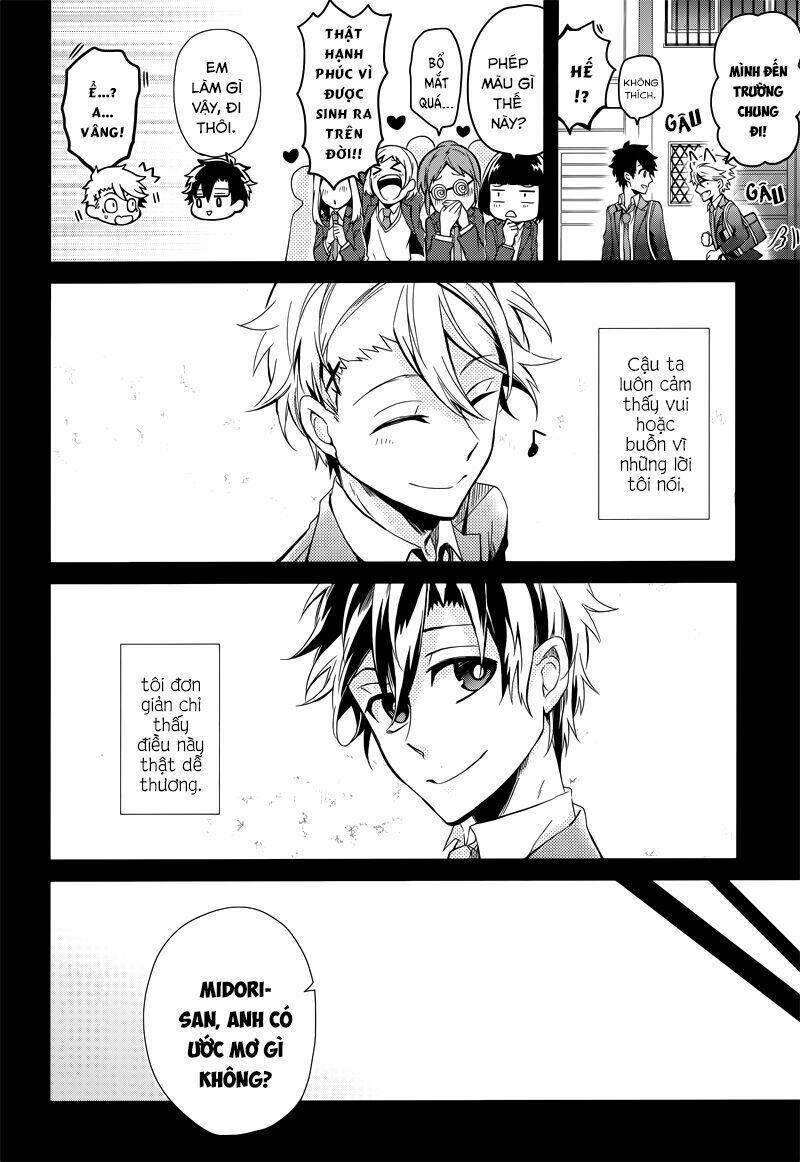 MÌNH ĐẾN
TRƯỜNG
CHUNG
ĐI!
KHÔNG
THÍCH.
HẾ
!?
GÂU
GÂU
PHÉP
MÀU GÌ
THẾ
NÀY?
BỔ
MẮT
QUÁ...
THẬT
HẠNH
PHÚC VÌ
ĐƯỢC
SINH RA
TRÊN
ĐỜI!!
EM
LÀM GÌ
VẬY, ĐI
THÔI.
Ể...?
A...
VÂNG!
Cậu ta
luôn cảm
thấy vui
hoặc
buồn vì
những lời
tôi nói,
tôi đơn
giản chỉ
thấy
điều này
thật dễ
thương.
MIDORI-
SAN, ANH CÓ
ƯỚC MƠ GÌ
KHÔNG?